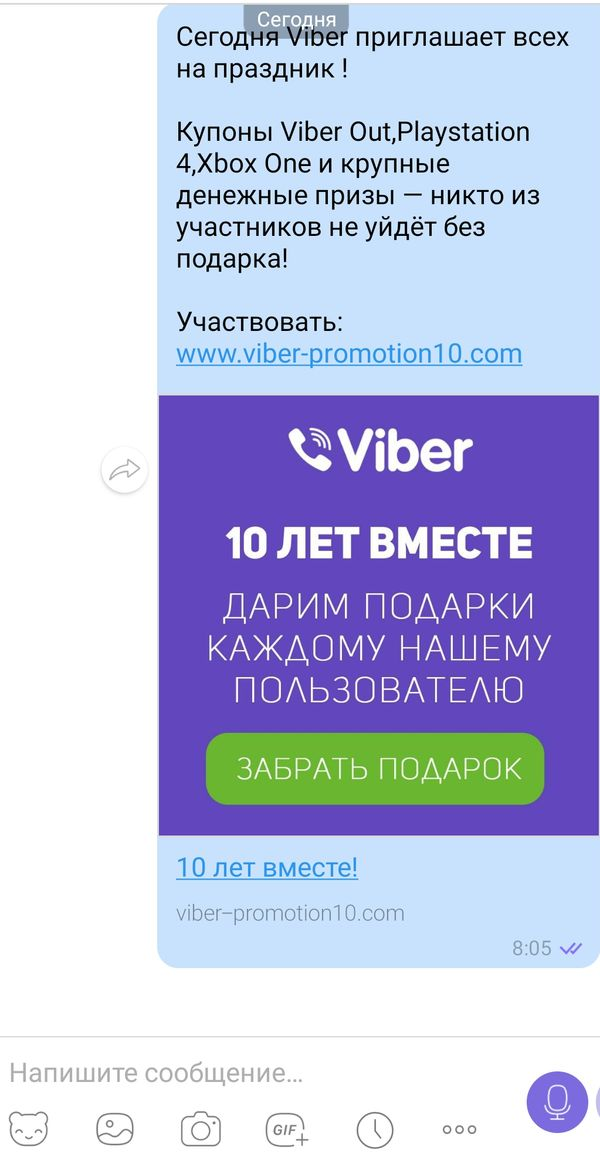 Сегодня
Сегодня Viber приглашает всех
на праздник !
Купоны Viber Out,Playstation
4,Xbox One и крупные
денежные призы — никто из
участников не уйдёт без
подарка!
Участвовать:
www.viber-promotion10.com
Viber
10 ЛЕТ ВМЕСТЕ
ДАРИМ ПОДАРКИ
КАЖДОМУ НАШЕМУ
ПОЛЬЗОВАТЕЛЮ
ЗАБРАТЬ ПОДАРОК
10 лет вместе!
viber-promotion10.com
8:05
Напишите сообщение...
GIF